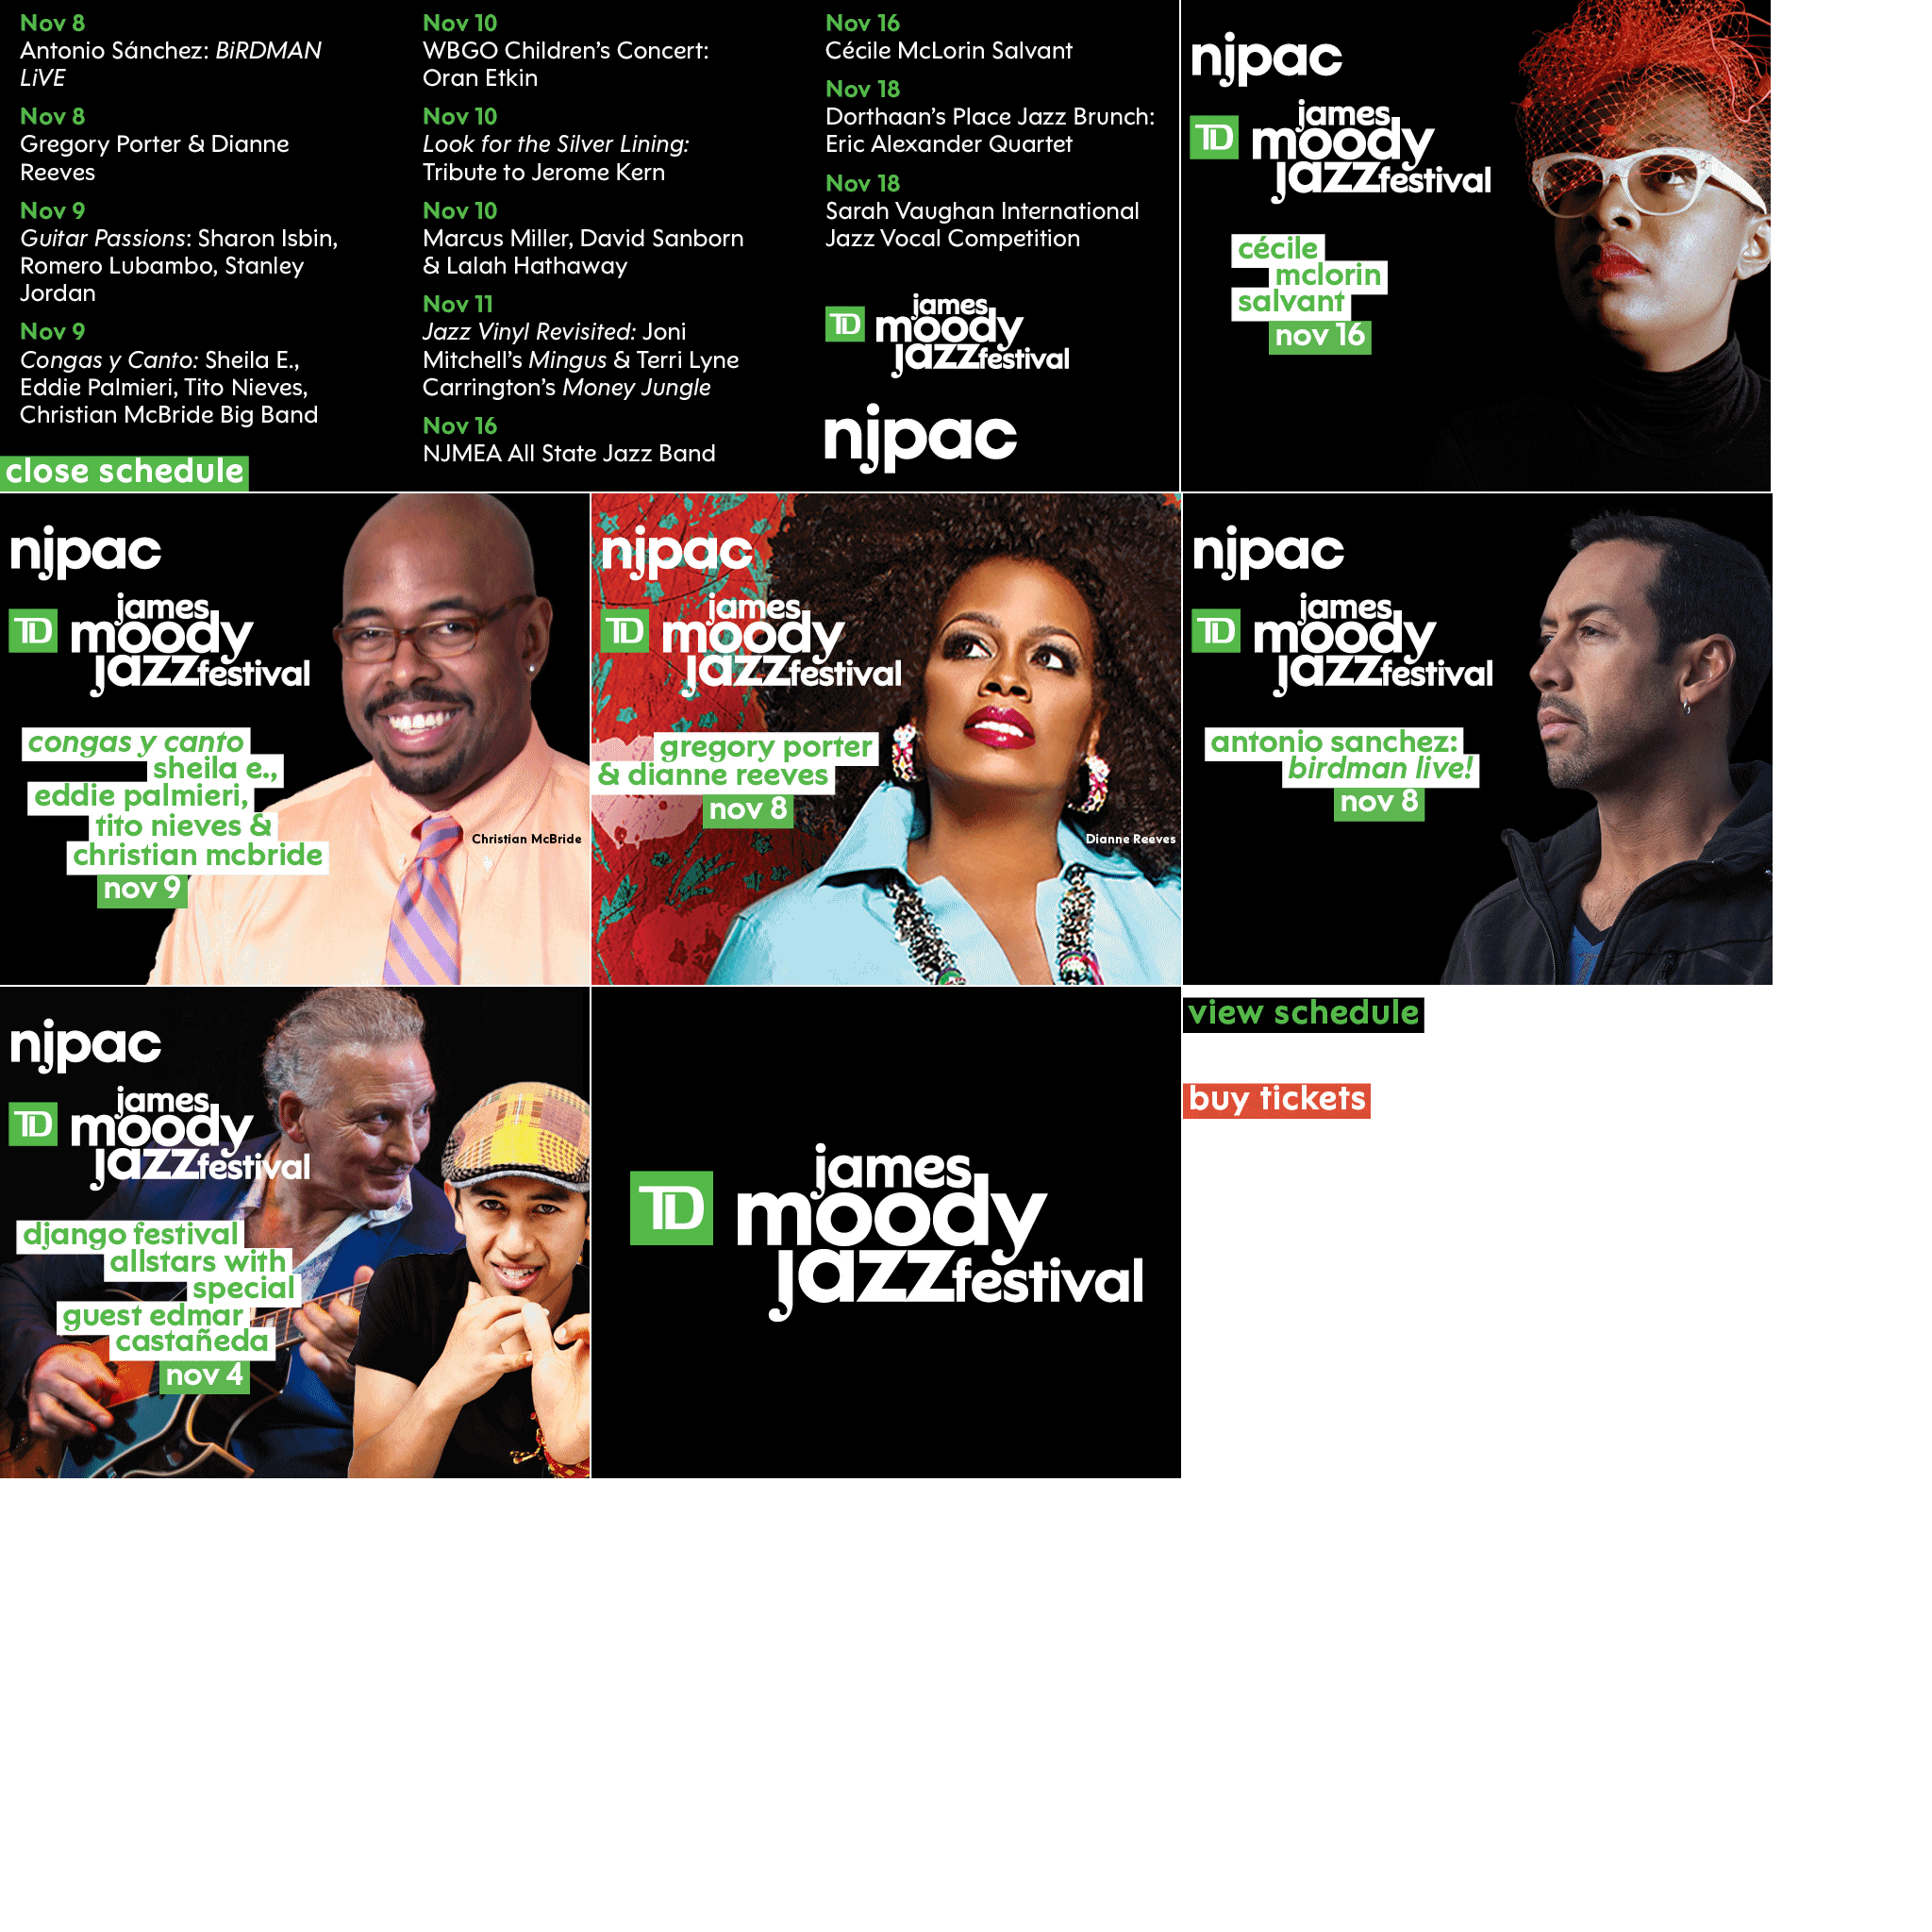 Nov 8
Antonio Sánchez: BiRDMAN
LiVE
Nov 8
Gregory Porter & Dianne
Reeves
Nov 9
Guitar Passions: Sharon Isbin,
Romero Lubambo, Stanley
Jordan
Nov 9
Congas y Canto: Sheila E.,
Eddie Palmieri, Tito Nieves,
Christian McBride Big Band
close schedule
Nov 10
WBGO Children's Concert:
Oran Etkin
Nov 10
Look for the Silver Lining:
Tribute to Jerome Kern
Nov 10
Marcus Miller, David Sanborn
& Lalah Hathaway
Nov 11
Jazz Vinyl Revisited: Joni
Mitchell's Mingus & Terri Lyne
Carrington's Money Jungle
Nov 16
NJMEA All State Jazz Band
Nov 16
Cécile McLorin Salvant
Nov 18
Dorthaan's Place Jazz Brunch:
Eric Alexander Quartet
Nov 18
Sarah Vaughan International
Jazz Vocal Competition
james
TD moody
jazzfestival
njpac
njpac
james
TD moody
jazzfestival
cécile
mclorin
salvant
nov 16
njpac
james
TD moody
jazzfestival
congas y canto
sheila e.,
eddie palmieri,
tito nieves &
christian mcbride
nov 9
Christian McBride
njpac
james
TD moody
jazzfestival
gregory porter
& dianne reeves
nov 8
Dianne Reeves
njpac
james
TD moody
jazzfestival
antonio sanchez:
birdman live!
nov 8
njpac
james
TD moody
jazzfestival
django festival
allstars with
special
guest edmar
castañeda
nov 4
james
TD moody
jazzfestival
view schedule
buy tickets